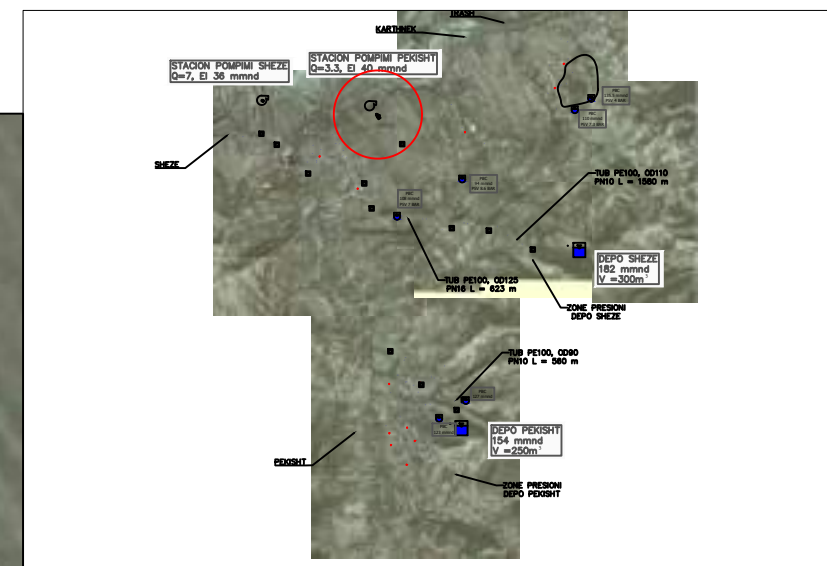 TRASH
KARTHNEK
STACION POMPIMI SHEZE
Q=7, El 36 mmnd
STACION POMPIMI PEKISHT
Q=3.3, El 40 mmnd
SHEZE
TUB PE100, OD110
PN10 L = 1560 m
TUB PE100, OD125
PN16 L = 623 m
DEPO SHEZE
182 mmnd
V =300m³
ZONE PRESIONI
DEPO SHEZE
TUB PE100, OD90
PN10 L = 560 m
DEPO PEKISHT
154 mmnd
V =250m³
PEKISHT
ZONE PRESIONI
DEPO PEKISHT